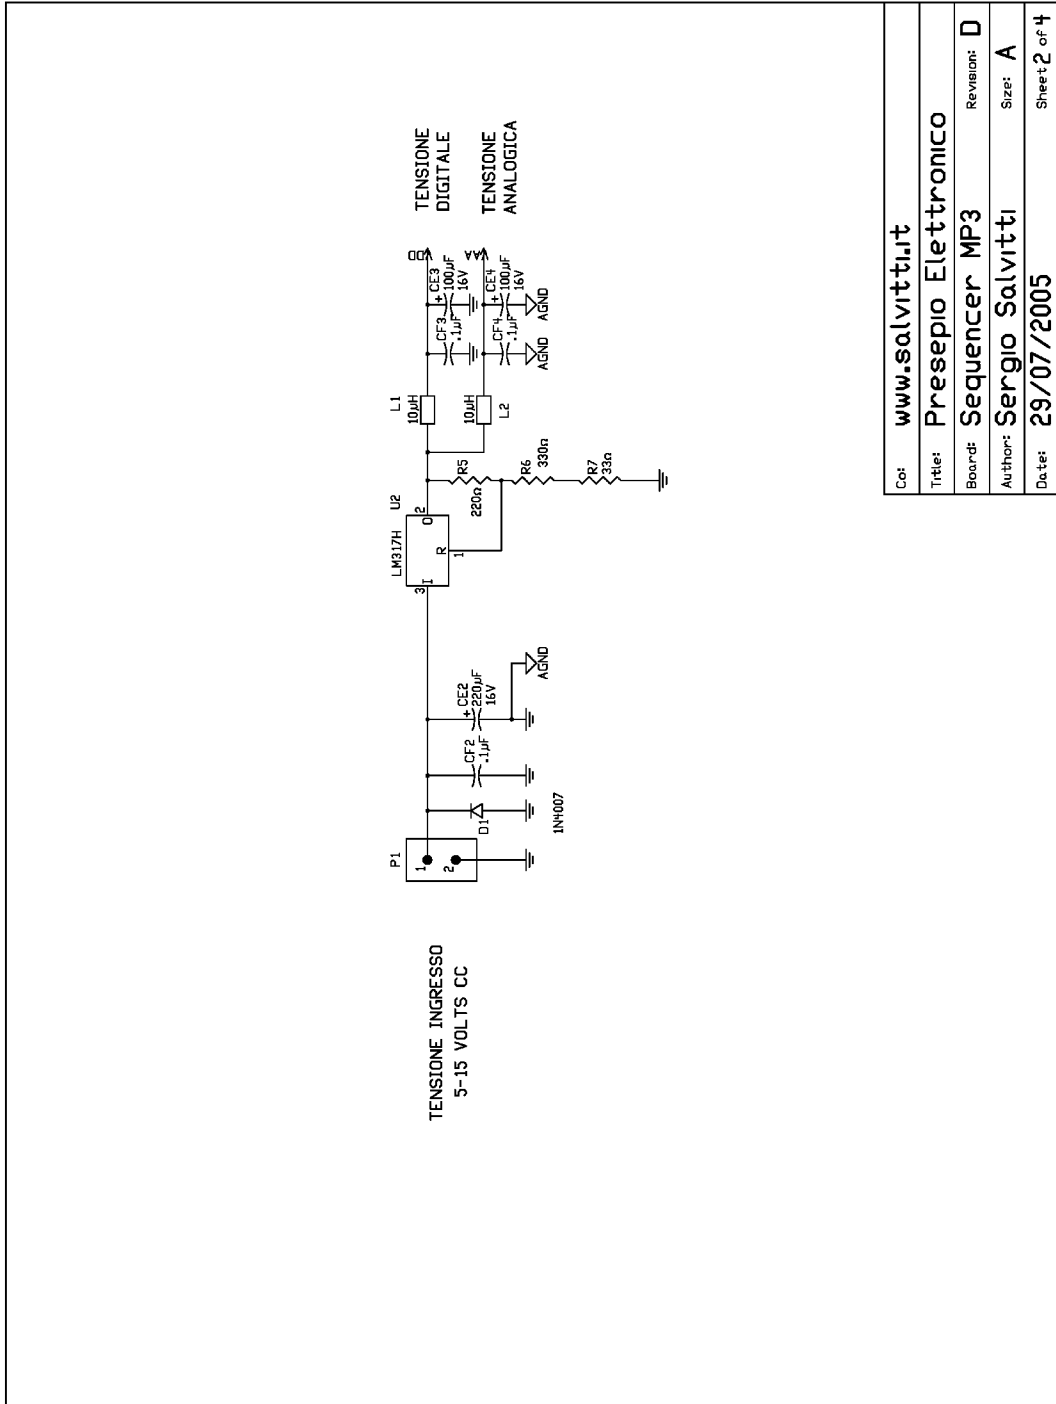 TENSIONE INGRESSO
5-15 VOLTS CC
P1
1
2
D1
1N4007
CF2
.1µF
+
CE2
220µF
16V
AGND
LM317H
U2
3
I
R
1
O
2
R5
220Ω
R6
330Ω
R7
33Ω
L1
10µH
10µH
L2
CF3
.1µF
+
CE3
100µF
16V
CF4
.1µF
+
CE4
100µF
16V
AGND
AGND
VDD
VAA
TENSIONE
DIGITALE
TENSIONE
ANALOGICA
Co: www.salvitti.it
Title: Presepio Elettronico
Board: Sequencer MP3 Revision: D
Author: Sergio Salvitti Size: A
Date: 29/07/2005 Sheet 2 of 4